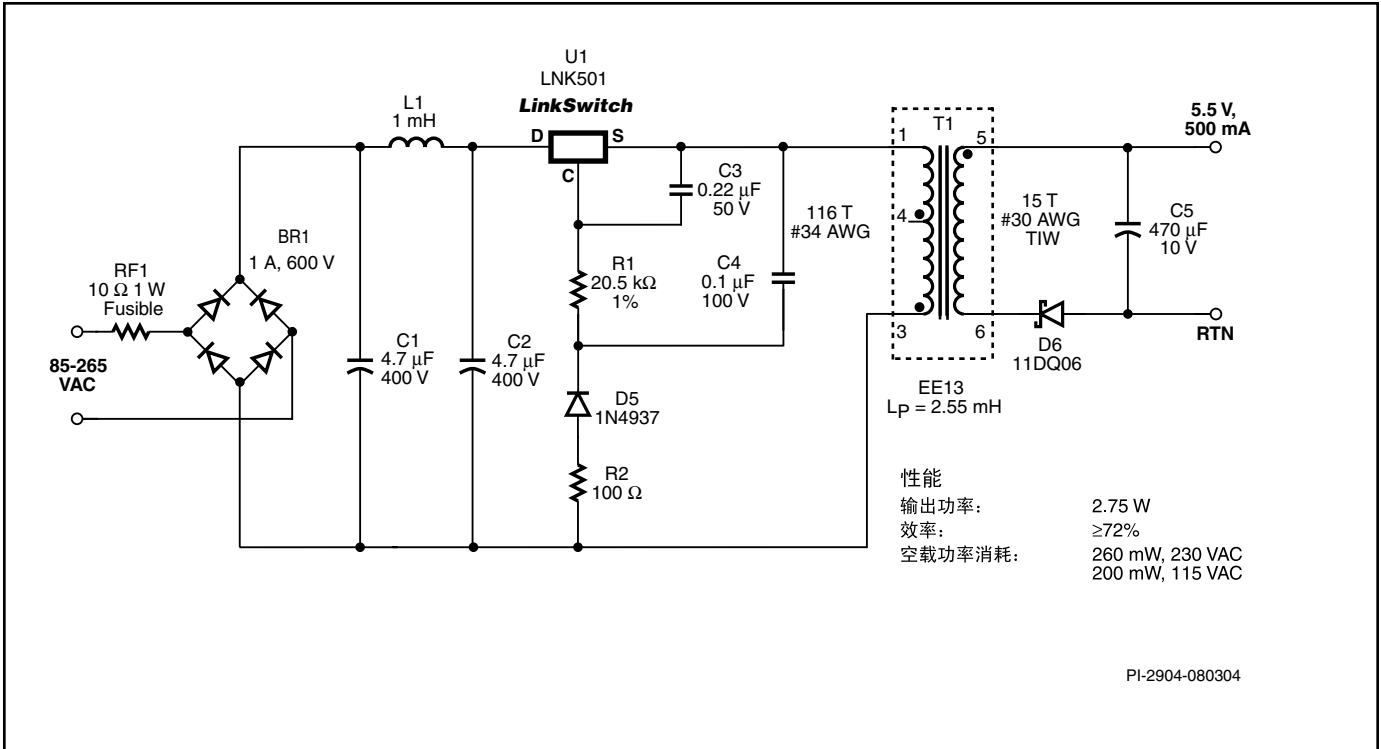 U1
LNK501
LinkSwitch
L1
1 mH
D
S
C
C3
0.22 µF
50 V
T1
1
5
4
3
6
5.5 V,
500 mA
116 T
#34 AWG
15 T
#30 AWG
TIW
C5
470 µF
10 V
BR1
1 A, 600 V
RF1
10 Ω 1 W
Fusible
R1
20.5 kΩ
1%
C4
0.1 µF
100 V
85-265
VAC
C1
4.7 µF
400 V
C2
4.7 µF
400 V
RTN
D6
11DQ06
D5
1N4937
EE13
LP = 2.55 mH
R2
100 Ω
性能
输出功率： 2.75 W
效率： ≥72%
空载功率消耗： 260 mW, 230 VAC
200 mW, 115 VAC
PI-2904-080304